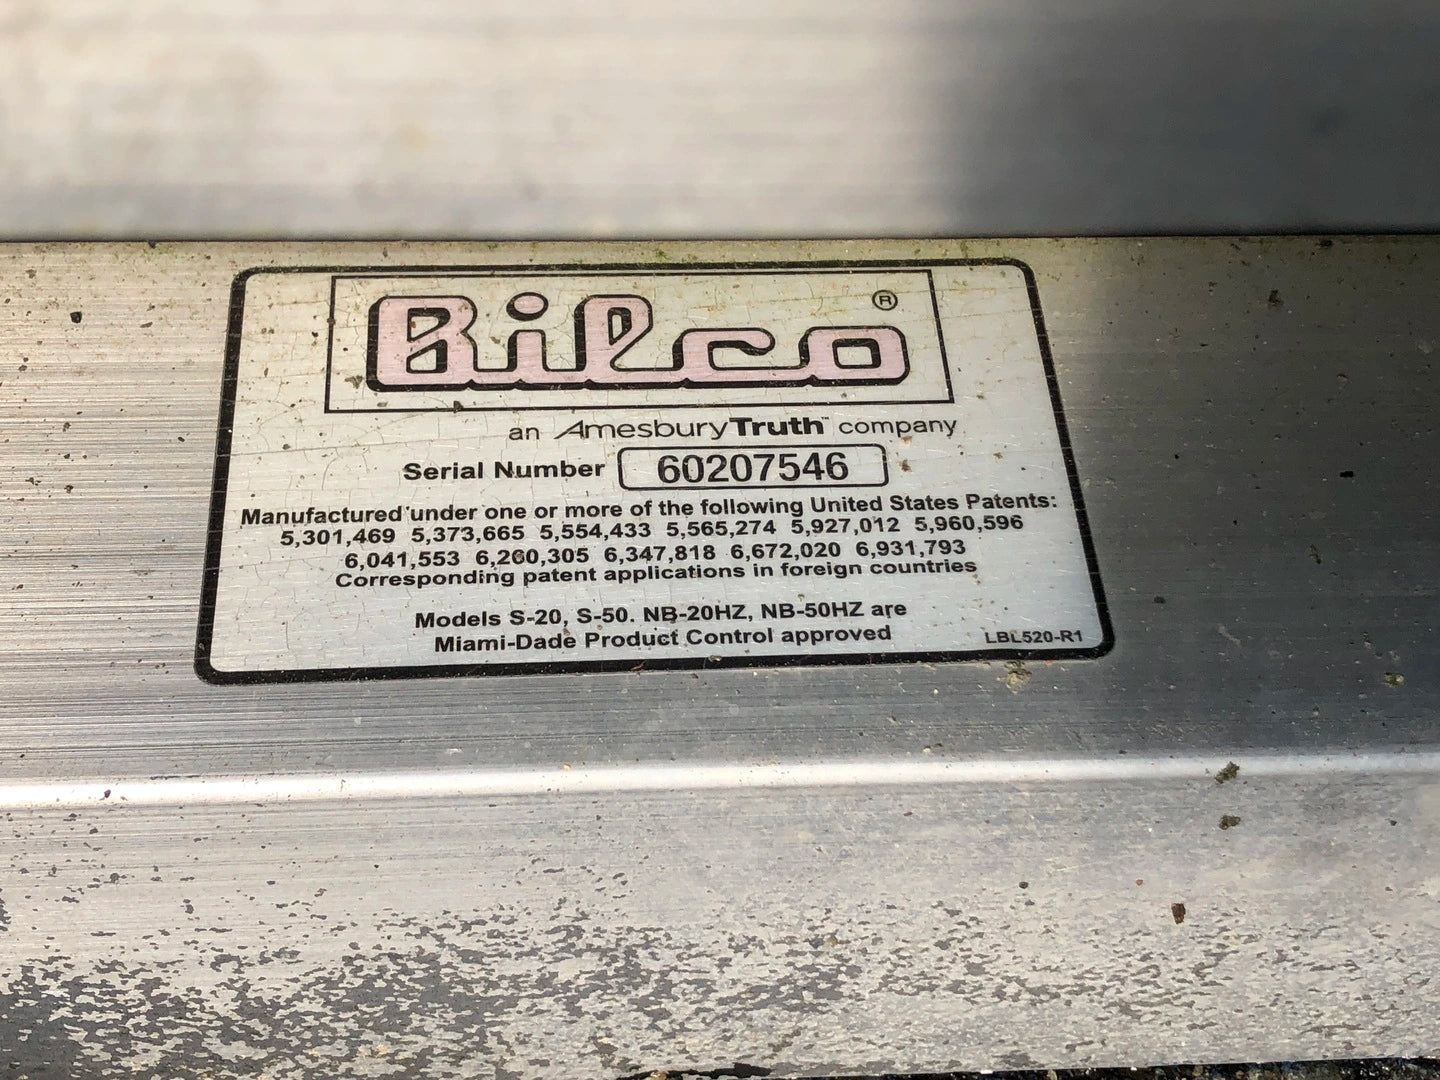 Bilco®
an AmesburyTruth™ company
Serial Number 60207546
Manufactured under one or more of the following United States Patents:
5,301,469 5,373,665 5,554,433 5,565,274 5,927,012 5,960,596
6,041,553 6,260,305 6,347,818 6,672,020 6,931,793
Corresponding patent applications in foreign countries
Models S-20, S-50. NB-20HZ, NB-50HZ are
Miami-Dade Product Control approved
LBL520-R1